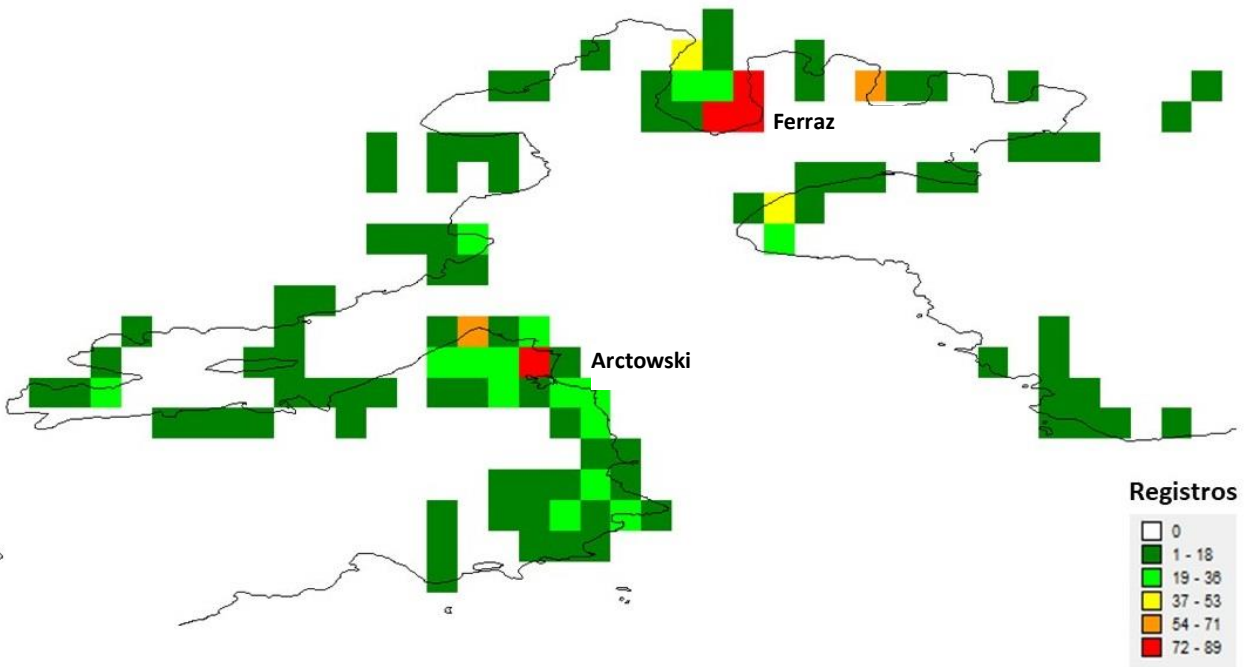 Ferraz
Arctowski
Registros
0
1 - 18
19 - 36
37 - 53
54 - 71
72 - 89